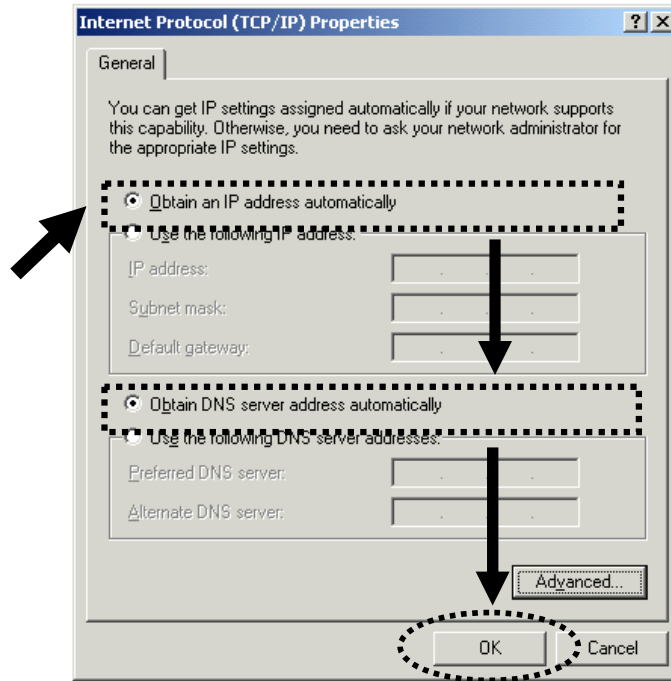 Internet Protocol (TCP/IP) Properties
General
You can get IP settings assigned automatically if your network supports
this capability. Otherwise, you need to ask your network administrator for
the appropriate IP settings.
Obtain an IP address automatically
Use the following IP address:
IP address:
Subnet mask:
Default gateway:
Obtain DNS server address automatically
Use the following DNS server addresses:
Preferred DNS server:
Alternate DNS server:
Advanced...
OK Cancel